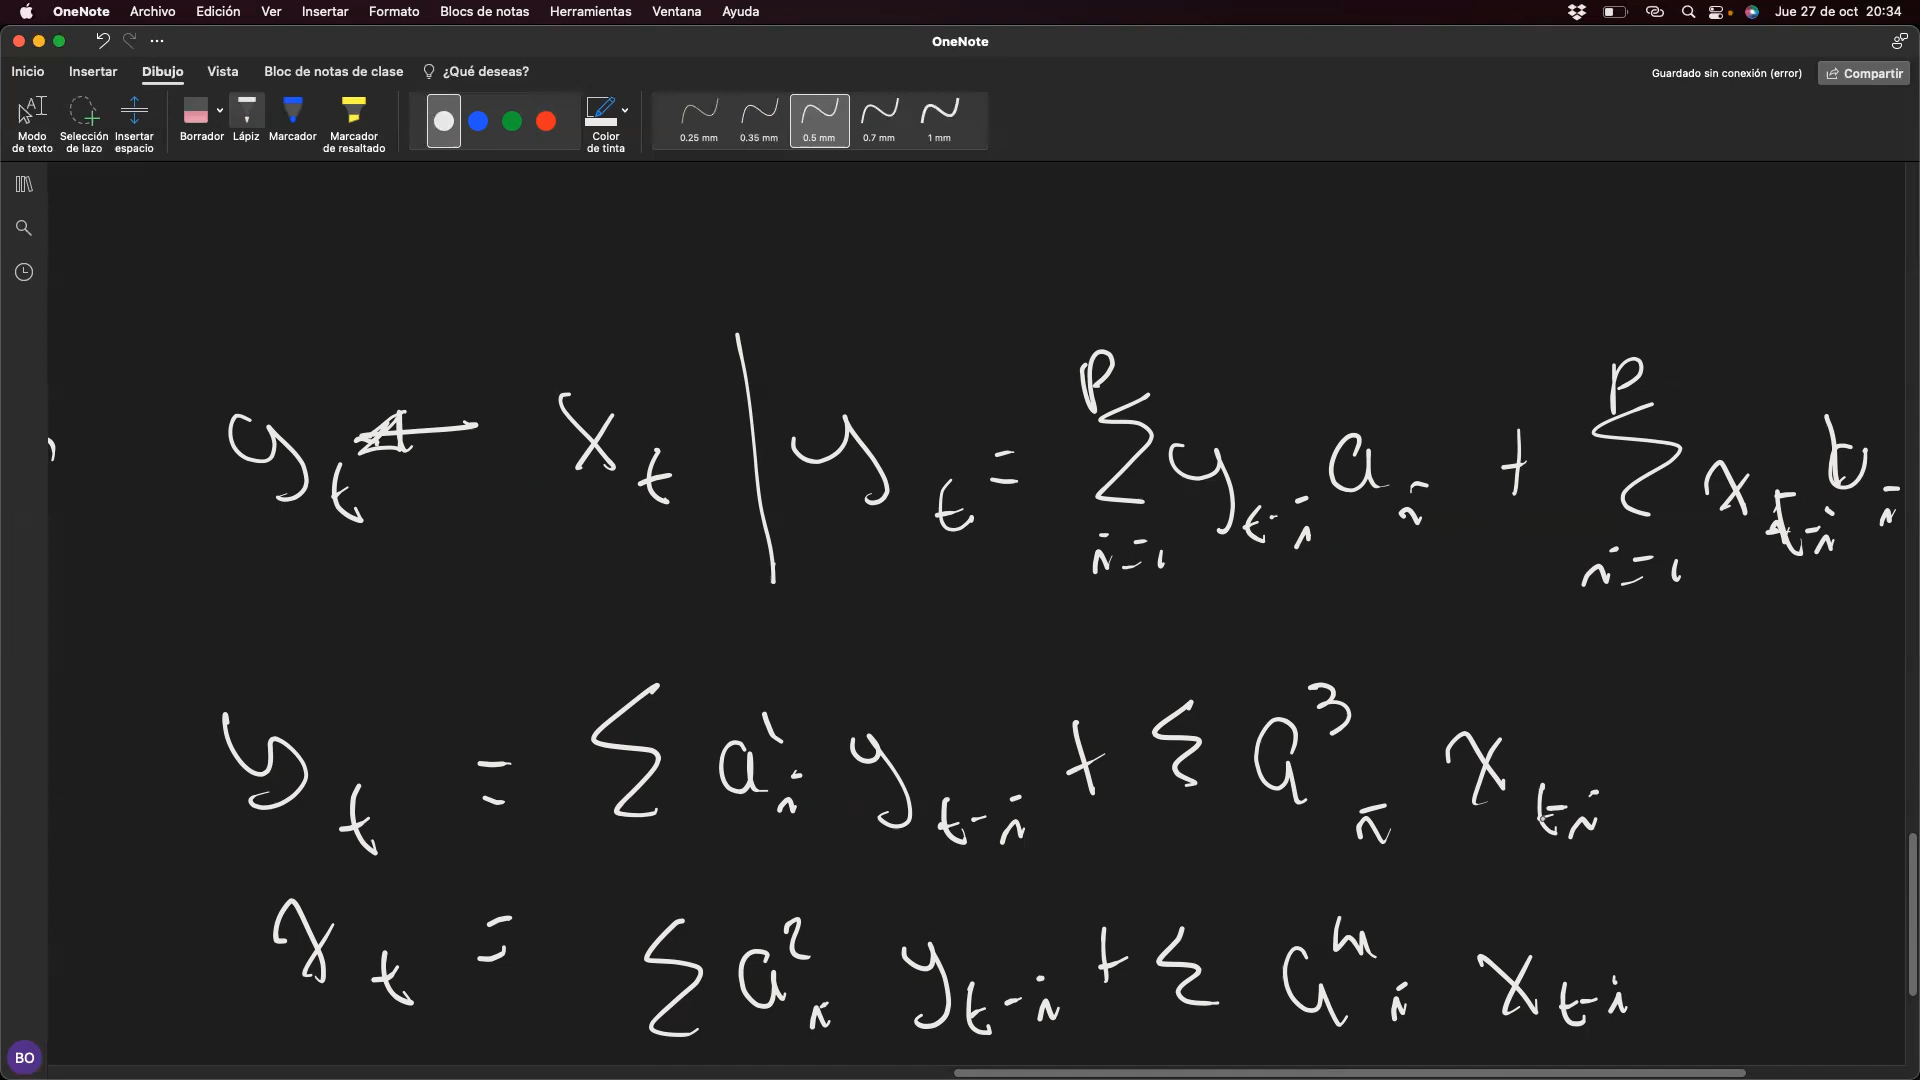 OneNote Archivo Edición Ver Insertar Formato Blocs de notas Herramientas Ventana Ayuda Jue 27 de oct 20:34
OneNote
Inicio Insertar Dibujo Vista Bloc de notas de clase ¿Qué deseas? Guardado sin conexión (error) Compartir
Modo de texto
Selección de lazo
Insertar espacio
Borrador
Lápiz
Marcador
Marcador de resaltado
Color de tinta
0.25 mm
0.35 mm
0.5 mm
0.7 mm
1 mm
y_t ← x_t | y_t = Σ_{i=1}^{p} y_{t-i} a_i + Σ_{i=1}^{p} x_{t-i} b_i
y_t = Σ a^1_i y_{t-i} + Σ a^3_i x_{t-i}
x_t = Σ a^2_i y_{t-i} + Σ a^4_i x_{t-i}
BO